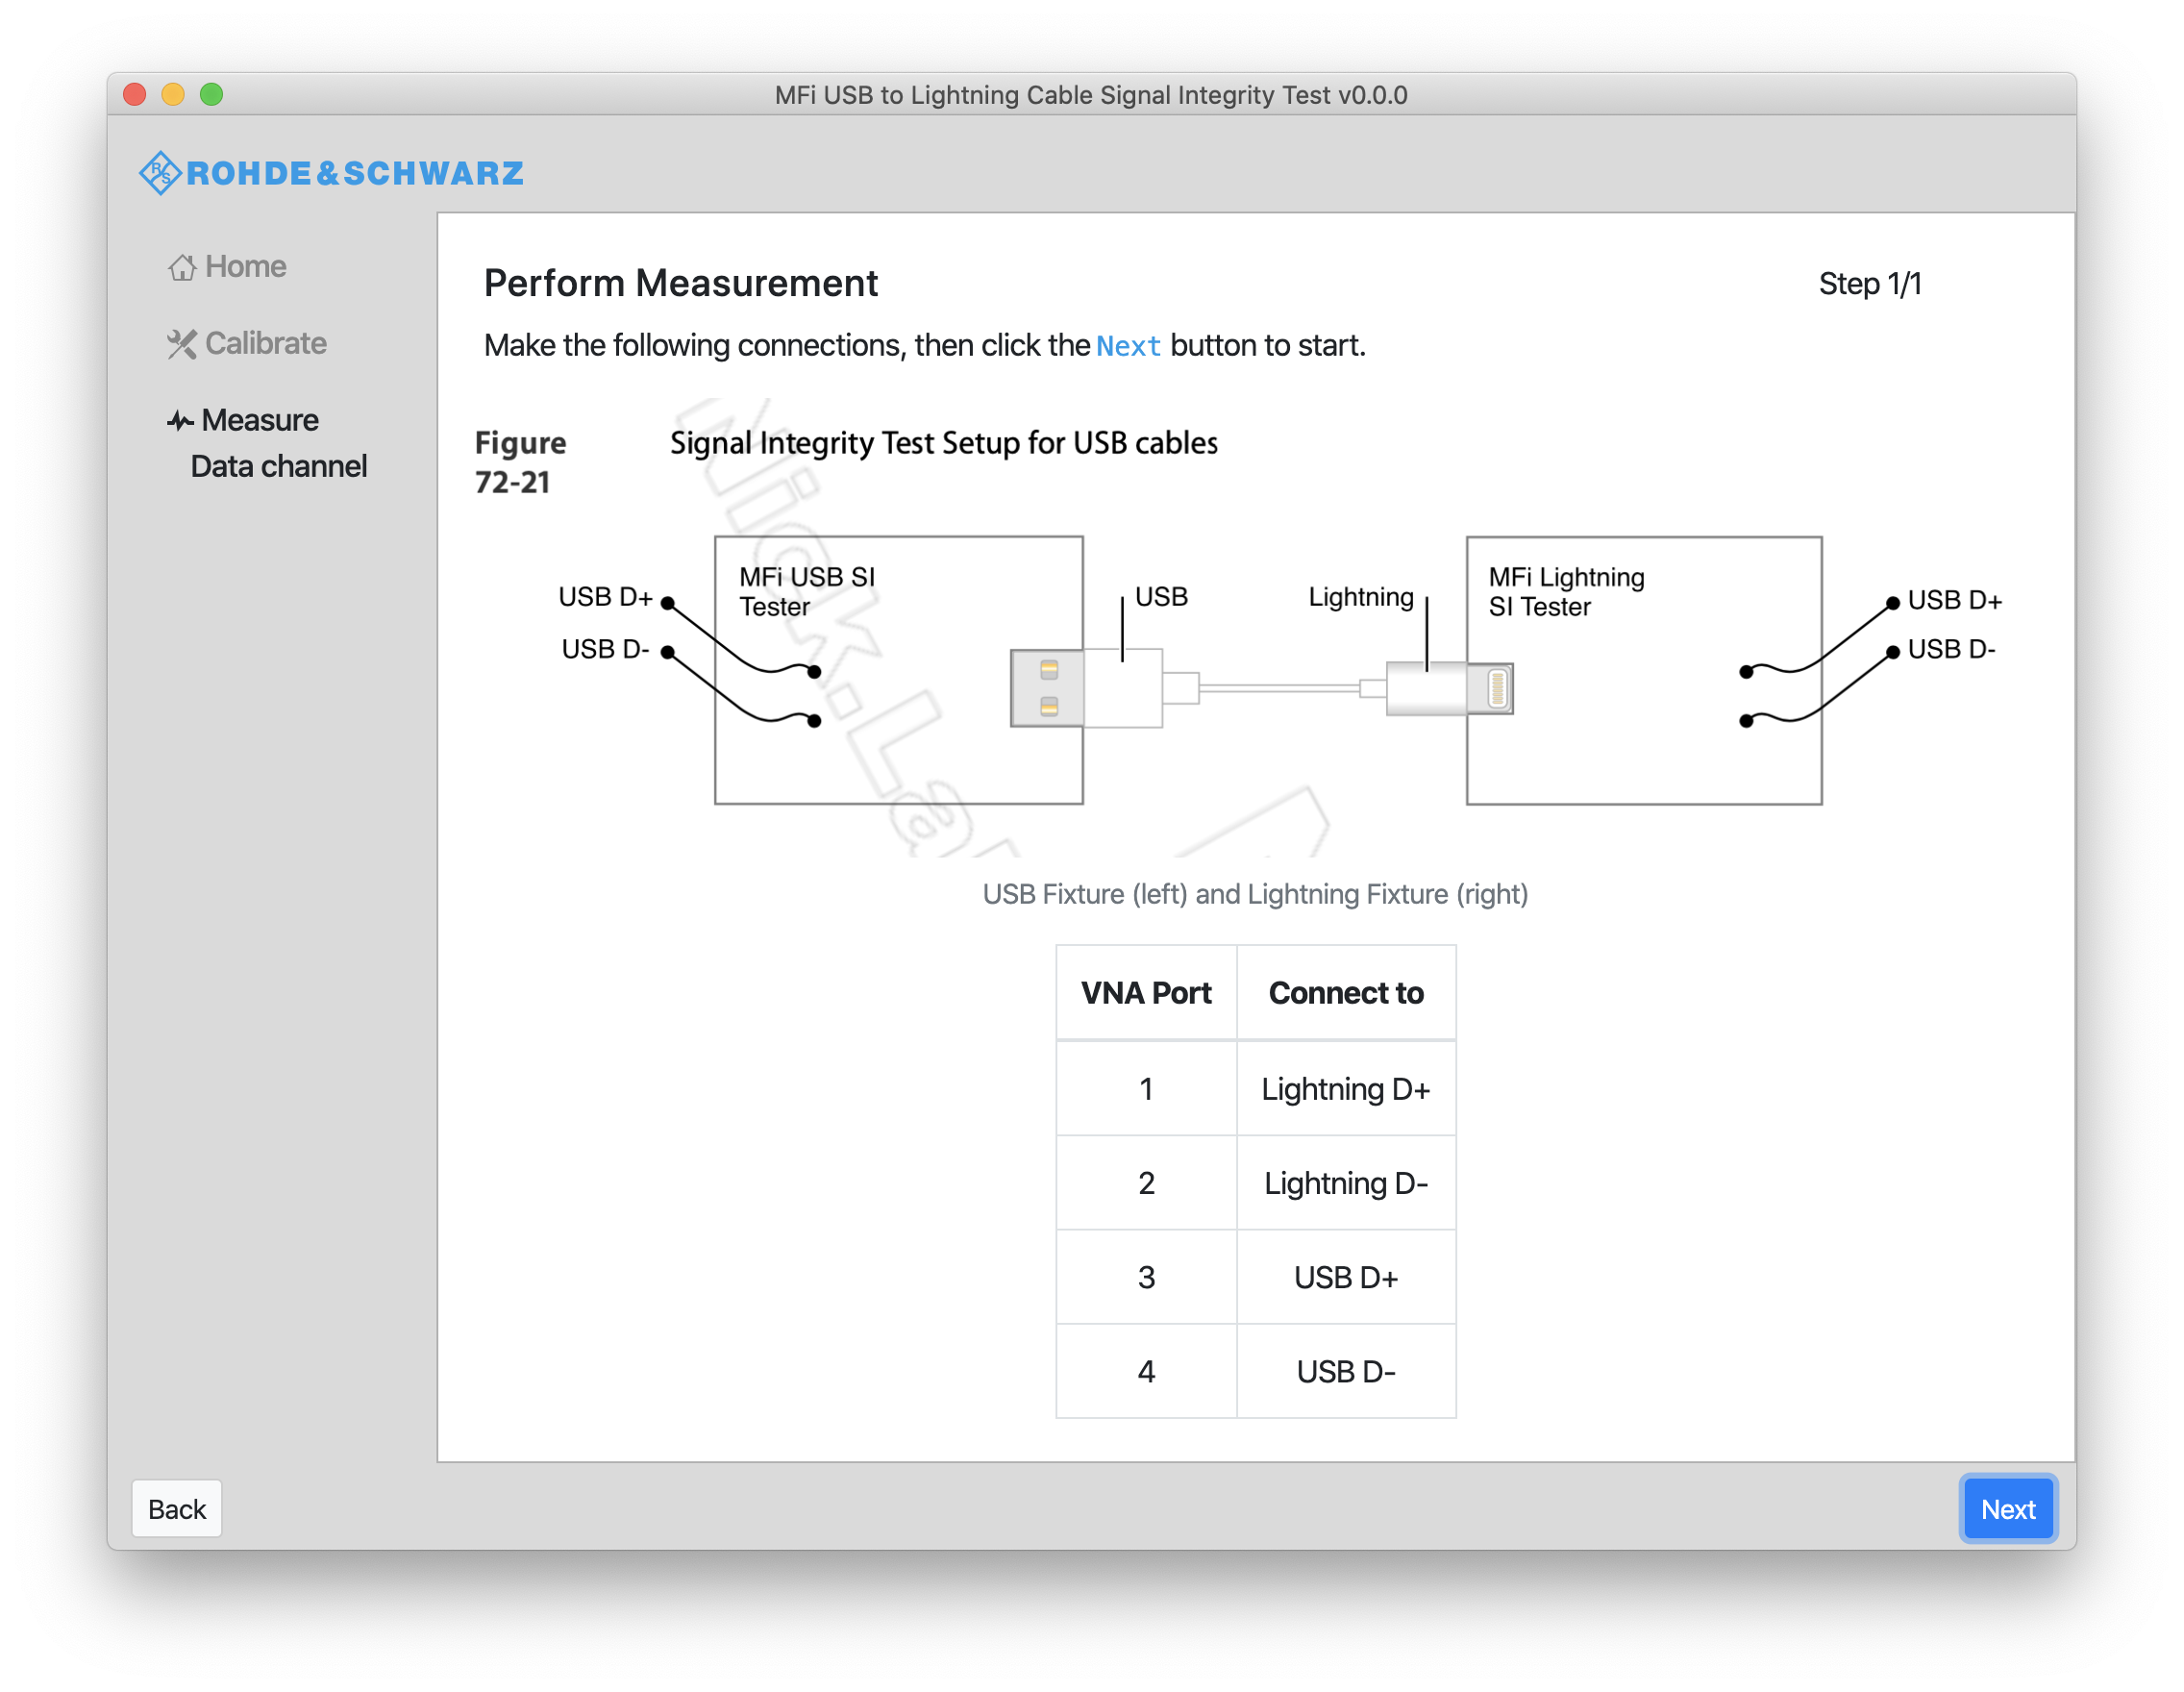 MFi USB to Lightning Cable Signal Integrity Test v0.0.0
ROHDE&SCHWARZ
Home
Calibrate
Measure
Data channel
Perform Measurement
Step 1/1
Make the following connections, then click the Next button to start.
Figure 72-21
Signal Integrity Test Setup for USB cables
MFi USB SI
Tester
USB D+
USB D-
USB
Lightning
MFi Lightning
SI Tester
USB D+
USB D-
Nick.La
USB Fixture (left) and Lightning Fixture (right)
VNA Port Connect to
1 Lightning D+
2 Lightning D-
3 USB D+
4 USB D-
Back
Next